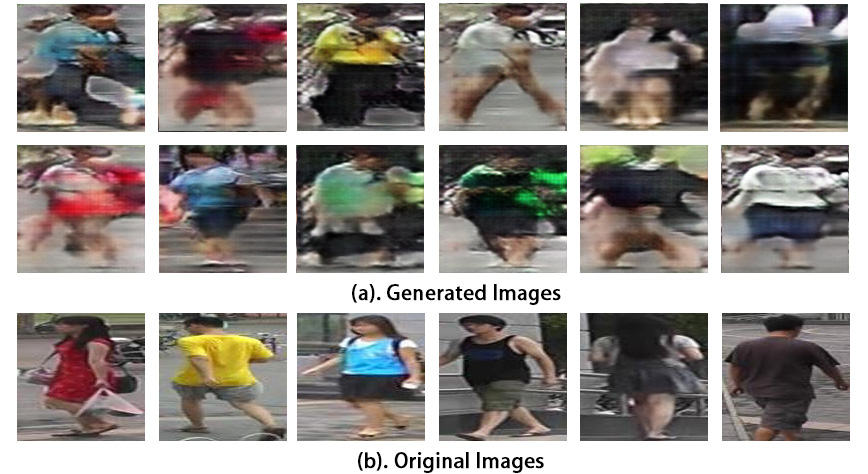 (a). Generated Images
(b). Original Images